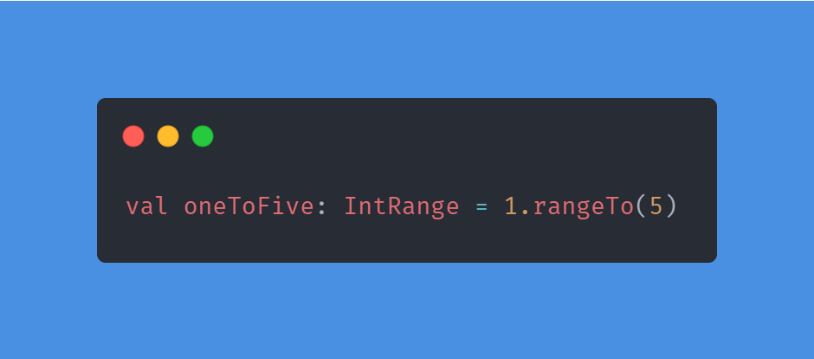 val oneToFive: IntRange = 1.rangeTo(5)